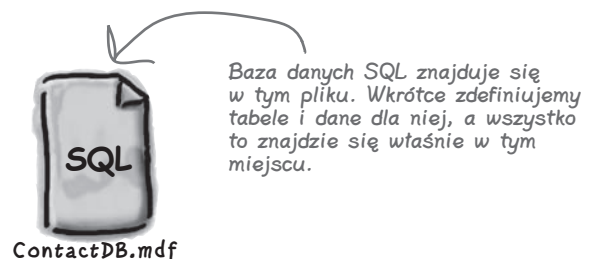 Baza danych SQL znajduje się
w tym pliku. Wkrótce zdefiniujemy
tabele i dane dla niej, a wszystko
to znajdzie się właśnie w tym
miejscu.
SQL
ContactDB.mdf